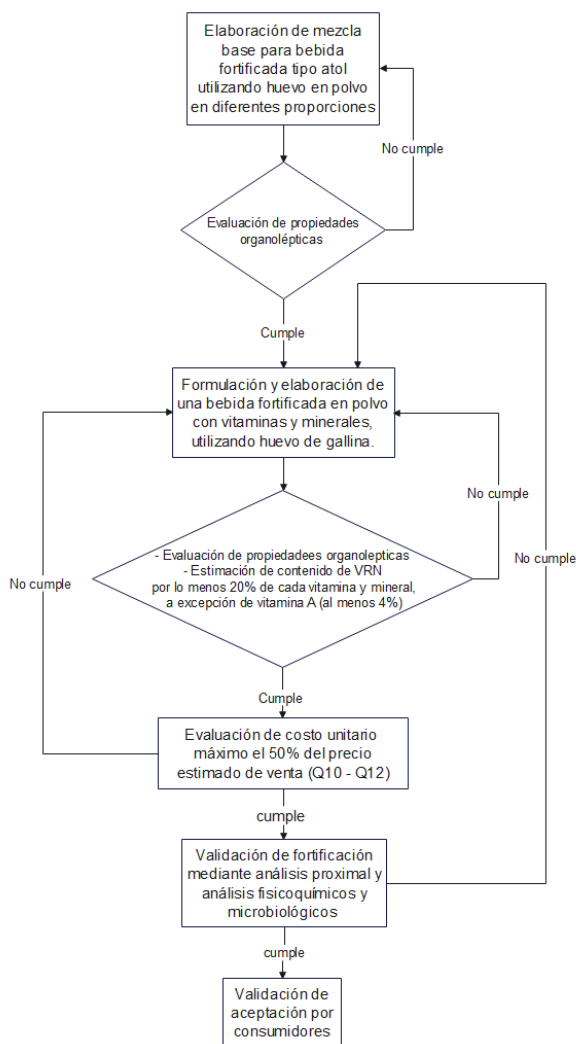 Elaboración de mezcla
base para bebida
fortificada tipo atol
utilizando huevo en polvo
en diferentes proporciones
No cumple
Evaluación de propiedades
organolépticas
Cumple
Formulación y elaboración de
una bebida fortificada en polvo
con vitaminas y minerales,
utilizando huevo de gallina.
No cumple
- Evaluación de propiedadees organolepticas
- Estimación de contenido de VRN
por lo menos 20% de cada vitamina y mineral,
a excepción de vitamina A (al menos 4%)
No cumple
No cumple
Cumple
Evaluación de costo unitario
máximo el 50% del precio
estimado de venta (Q10 - Q12)
cumple
Validación de fortificación
mediante análisis proximal y
análisis fisicoquímicos y
microbiológicos
cumple
Validación de
aceptación por
consumidores